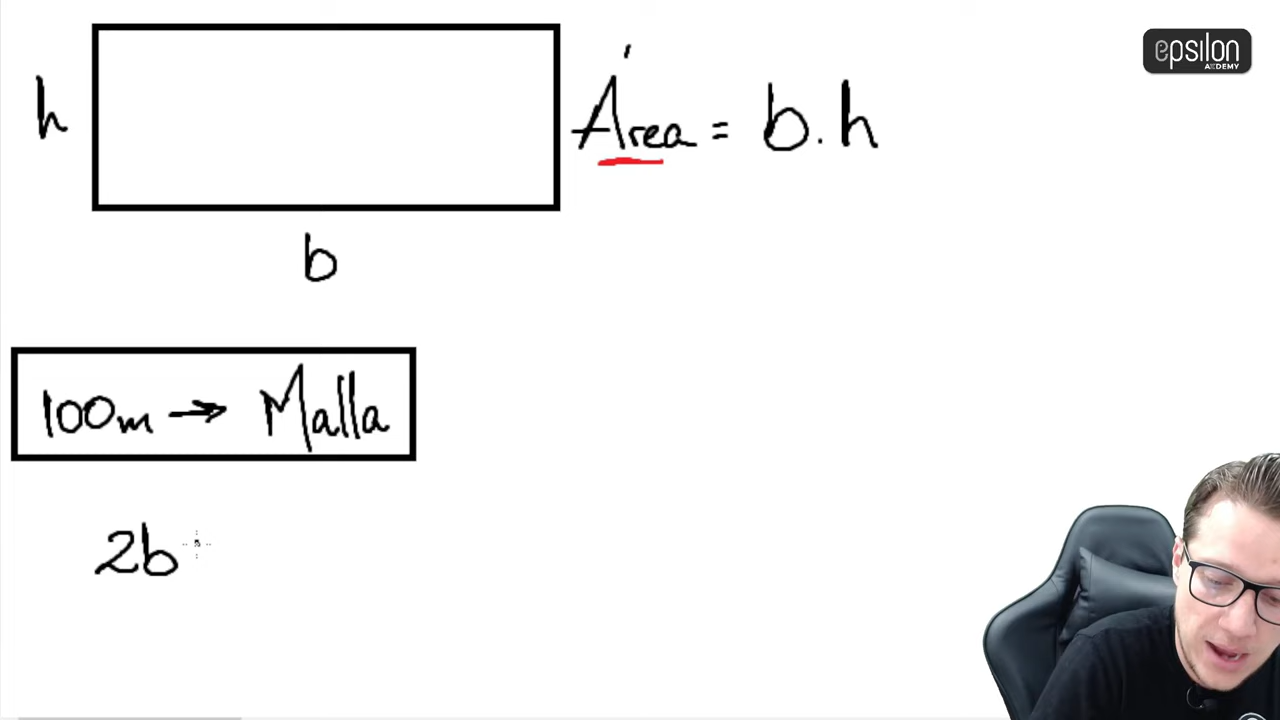 epsilon
ACADEMY
h
Área = b.h
b
100m → Malla
2b